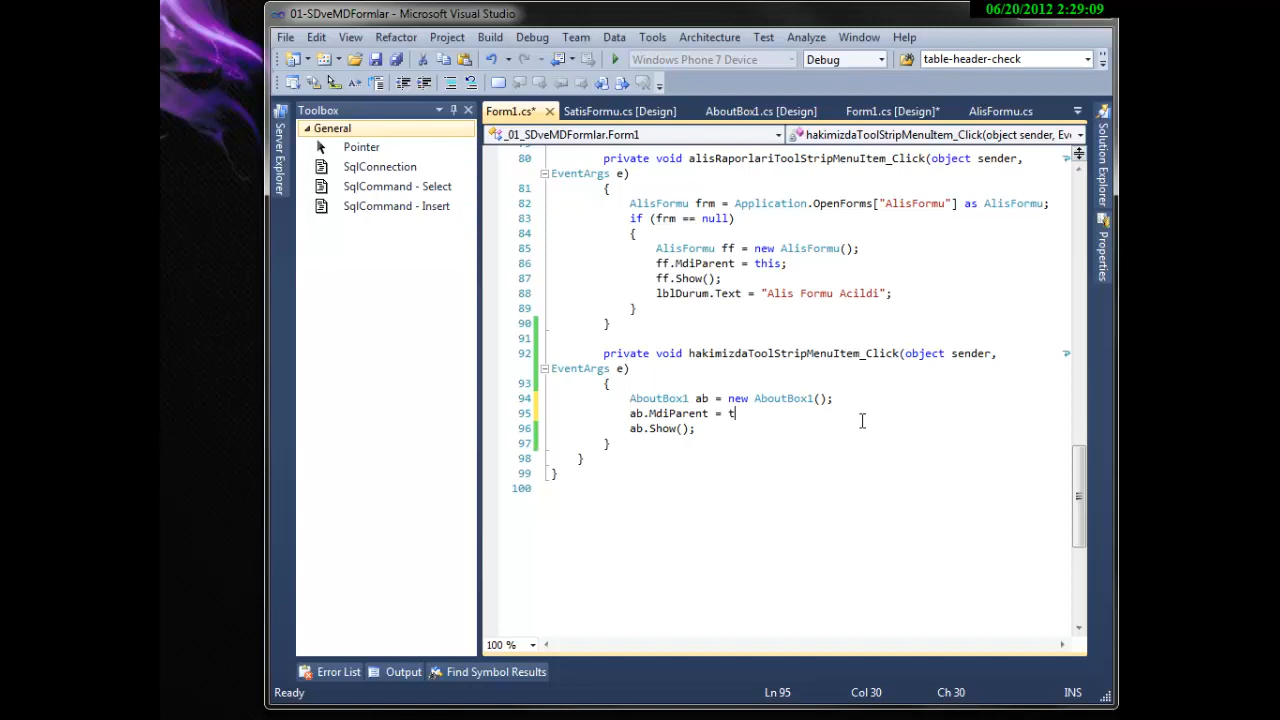 06/20/2012 2:29:09
01-SDveMDFormlar - Microsoft Visual Studio
File Edit View Refactor Project Build Debug Team Data Tools Architecture Test Analyze Window Help
Windows Phone 7 Device Debug table-header-check
Toolbox
General
Pointer
SqlConnection
SqlCommand - Select
SqlCommand - Insert
Server Explorer
Form1.cs* SatisFormu.cs [Design] AboutBox1.cs [Design] Form1.cs [Design]* AlisFormu.cs
_01_SDveMDFormlar.Form1 hakimizdaToolStripMenuItem_Click(object sender, Eve
80 private void alisRaporlariToolStripMenuItem_Click(object sender,
EventArgs e)
81 {
82 AlisFormu frm = Application.OpenForms["AlisFormu"] as AlisFormu;
83 if (frm == null)
84 {
85 AlisFormu ff = new AlisFormu();
86 ff.MdiParent = this;
87 ff.Show();
88 lblDurum.Text = "Alis Formu Acildi";
89 }
90 }
91
92 private void hakimizdaToolStripMenuItem_Click(object sender,
EventArgs e)
93 {
94 AboutBox1 ab = new AboutBox1();
95 ab.MdiParent = t
96 ab.Show();
97 }
98 }
99 }
100
100 %
Solution Explorer
Properties
Error List Output Find Symbol Results
Ready Ln 95 Col 30 Ch 30 INS